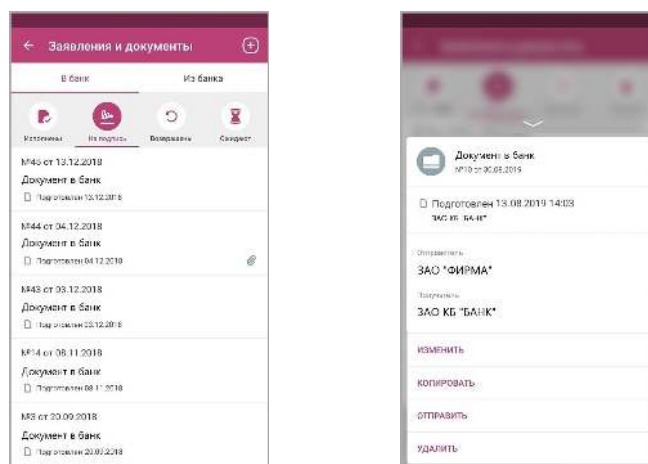 Заявления и документы
В банк
Из банка
Исполнены
На подпись
Возвращены
Ожидают
№45 от 13.12.2018
Документ в банк
Подготовлен 13.12.2018
№44 от 04.12.2018
Документ в банк
Подготовлен 04.12.2018
№43 от 03.12.2018
Документ в банк
Подготовлен 03.12.2018
№14 от 08.11.2018
Документ в банк
Подготовлен 08.11.2018
№3 от 20.09.2018
Документ в банк
Подготовлен 20.09.2018
Документ в банк
№10 от 30.08.2019
Подготовлен 13.08.2019 14:03
ЗАО КБ "БАНК"
Отправитель
ЗАО "ФИРМА"
Получатель
ЗАО КБ "БАНК"
ИЗМЕНИТЬ
КОПИРОВАТЬ
ОТПРАВИТЬ
УДАЛИТЬ